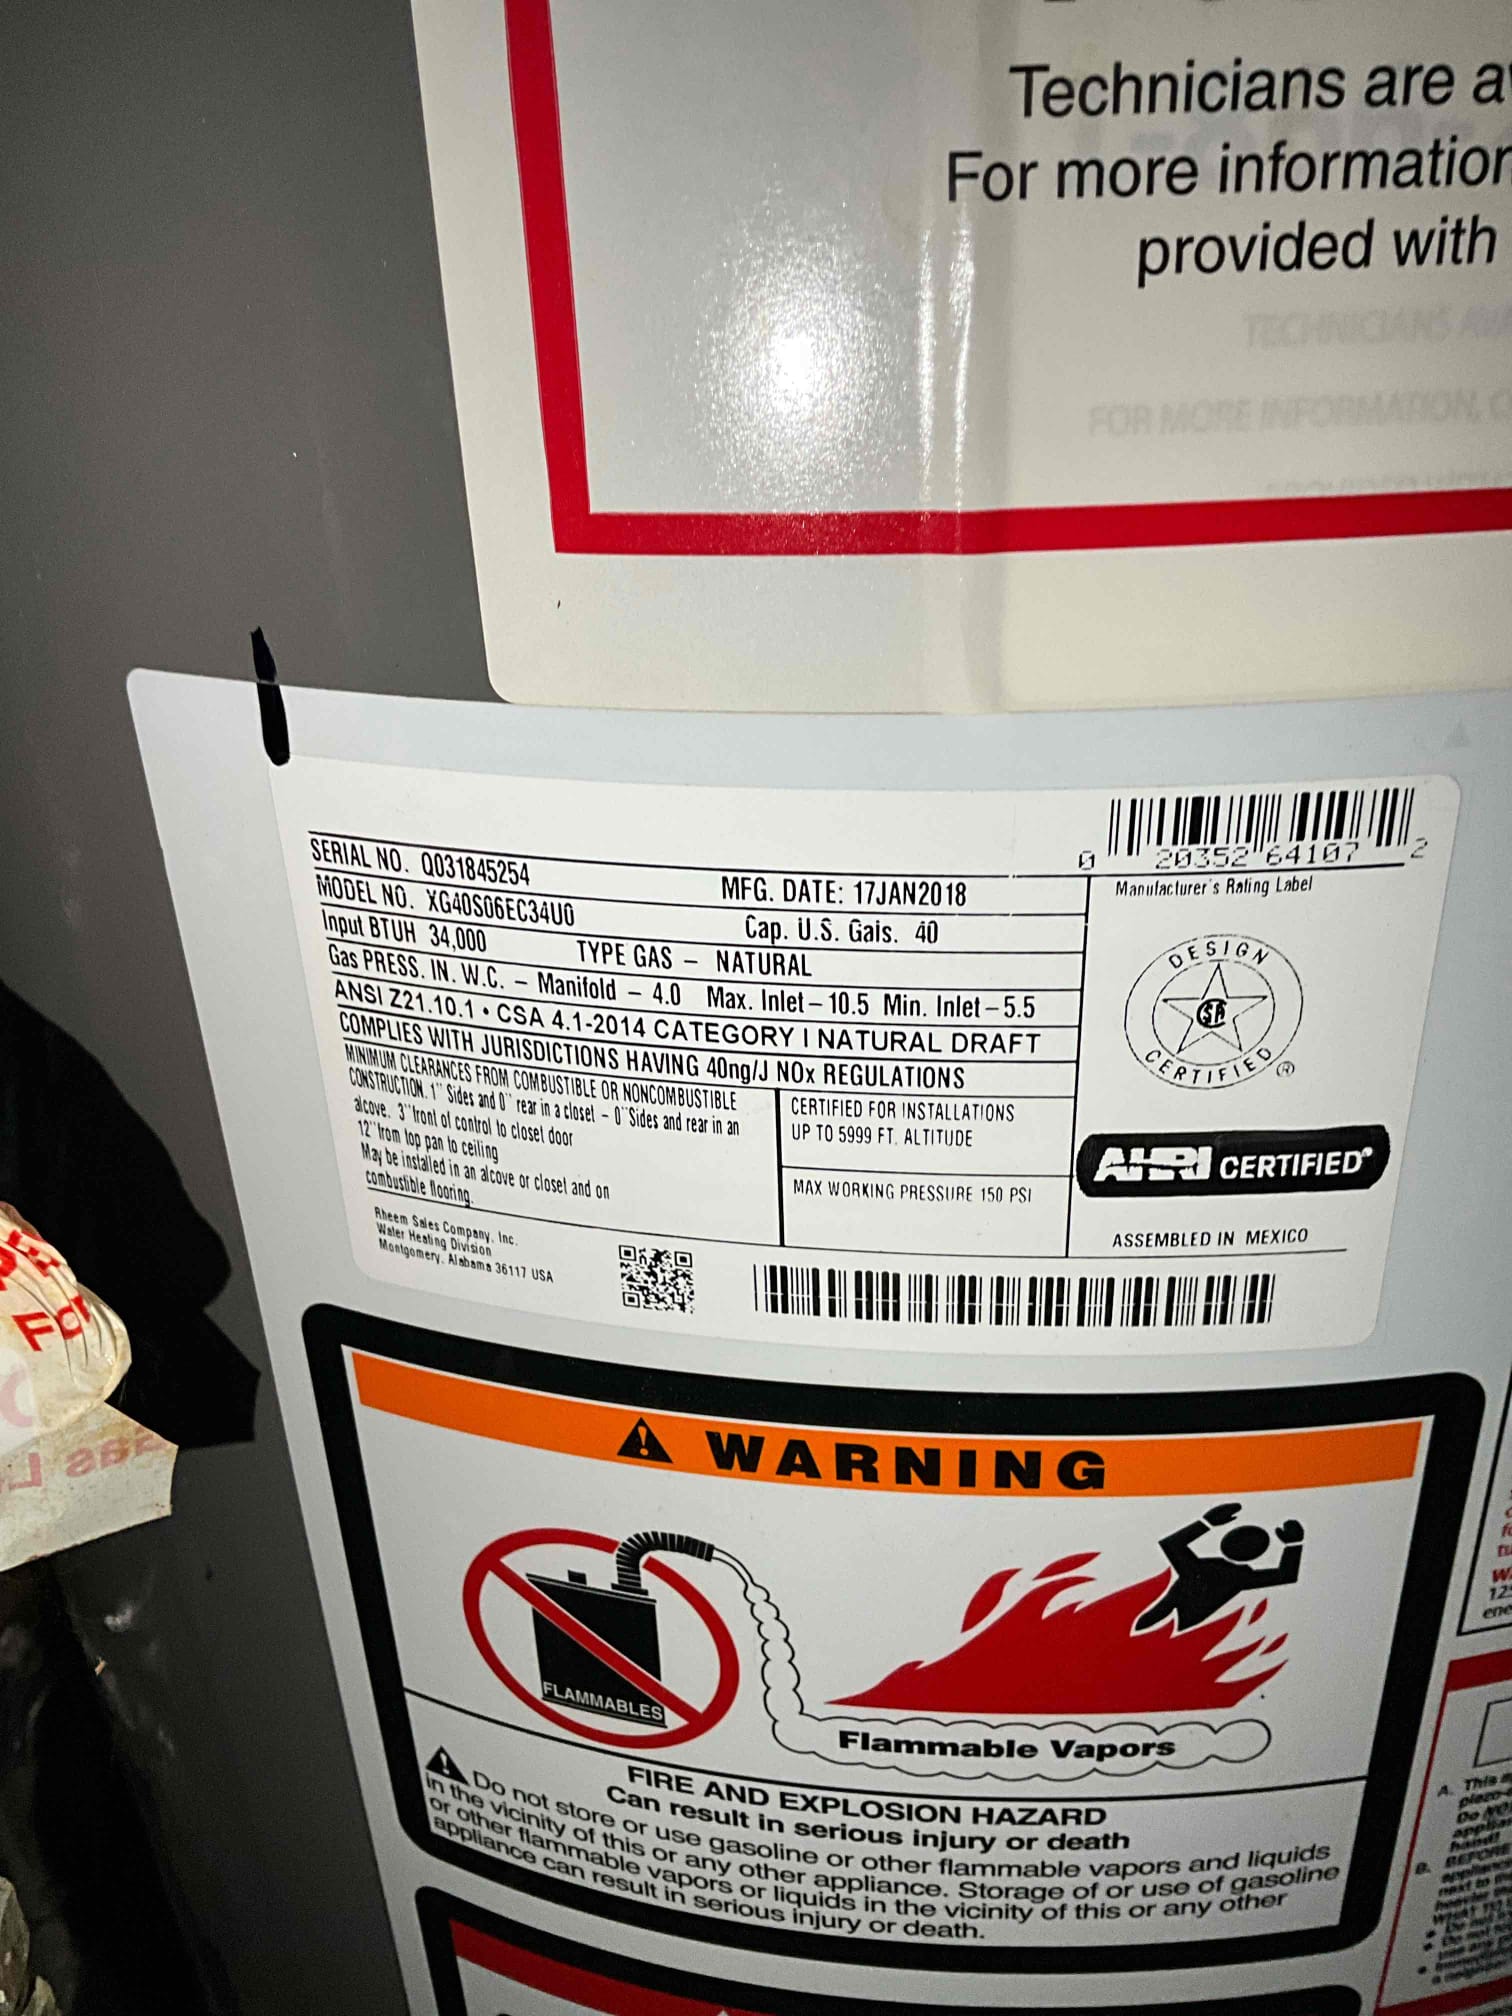 Technicians are a
For more information
provided with
TECHNICIANS
FOR MORE INFORMATION,
SERIAL NO. Q031845254
MFG. DATE: 17JAN2018
MODEL NO. XG40S06EC34U0
Cap. U.S. Gals. 40
Input BTUH 34,000
TYPE GAS – NATURAL
Gas PRESS. IN. W.C. – Manifold – 4.0 Max. Inlet – 10.5 Min. Inlet – 5.5
ANSI Z21.10.1 • CSA 4.1-2014 CATEGORY I NATURAL DRAFT
COMPLIES WITH JURISDICTIONS HAVING 40ng/J NOx REGULATIONS
MINIMUM CLEARANCES FROM COMBUSTIBLE OR NONCOMBUSTIBLE
CONSTRUCTION. 1" Sides and 0" rear in a closet – 0" Sides and rear in an
alcove. 3" front of control to closet door
12" from top pan to ceiling
May be installed in an alcove or closet and on
combustible flooring.
CERTIFIED FOR INSTALLATIONS
UP TO 5999 FT. ALTITUDE
MAX WORKING PRESSURE 150 PSI
Rheem Sales Company, Inc.
Water Heating Division
Montgomery, Alabama 36117 USA
0 20352 64107 2
Manufacturer's Rating Label
DESIGN
SA
CERTIFIED ®
AHRI CERTIFIED®
ASSEMBLED IN MEXICO
WARNING
FLAMMABLES
Flammable Vapors
FIRE AND EXPLOSION HAZARD
Can result in serious injury or death
Do not store or use gasoline or other flammable vapors and liquids
in the vicinity of this or any other appliance. Storage of or use of gasoline
or other flammable vapors or liquids in the vicinity of this or any other
appliance can result in serious injury or death.